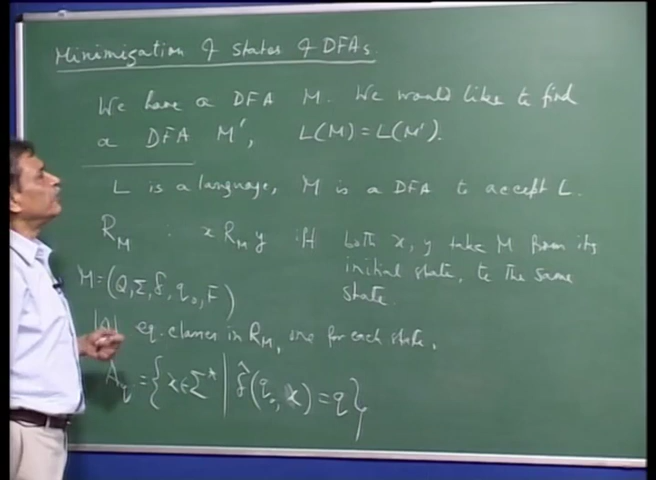 Minimization of States of DFAs.
We have a DFA M. We would like to find
a DFA M', L(M) = L(M').
L is a language, M is a DFA to accept L.
R_M : x R_M y iff both x, y take M from its
initial state, to the same
state.
M = (Q, Σ, δ, q₀, F)
|Q| eq. classes in R_M, one for each state.
A_q = {x ∈ Σ* | δ̂(q₀, x) = q}